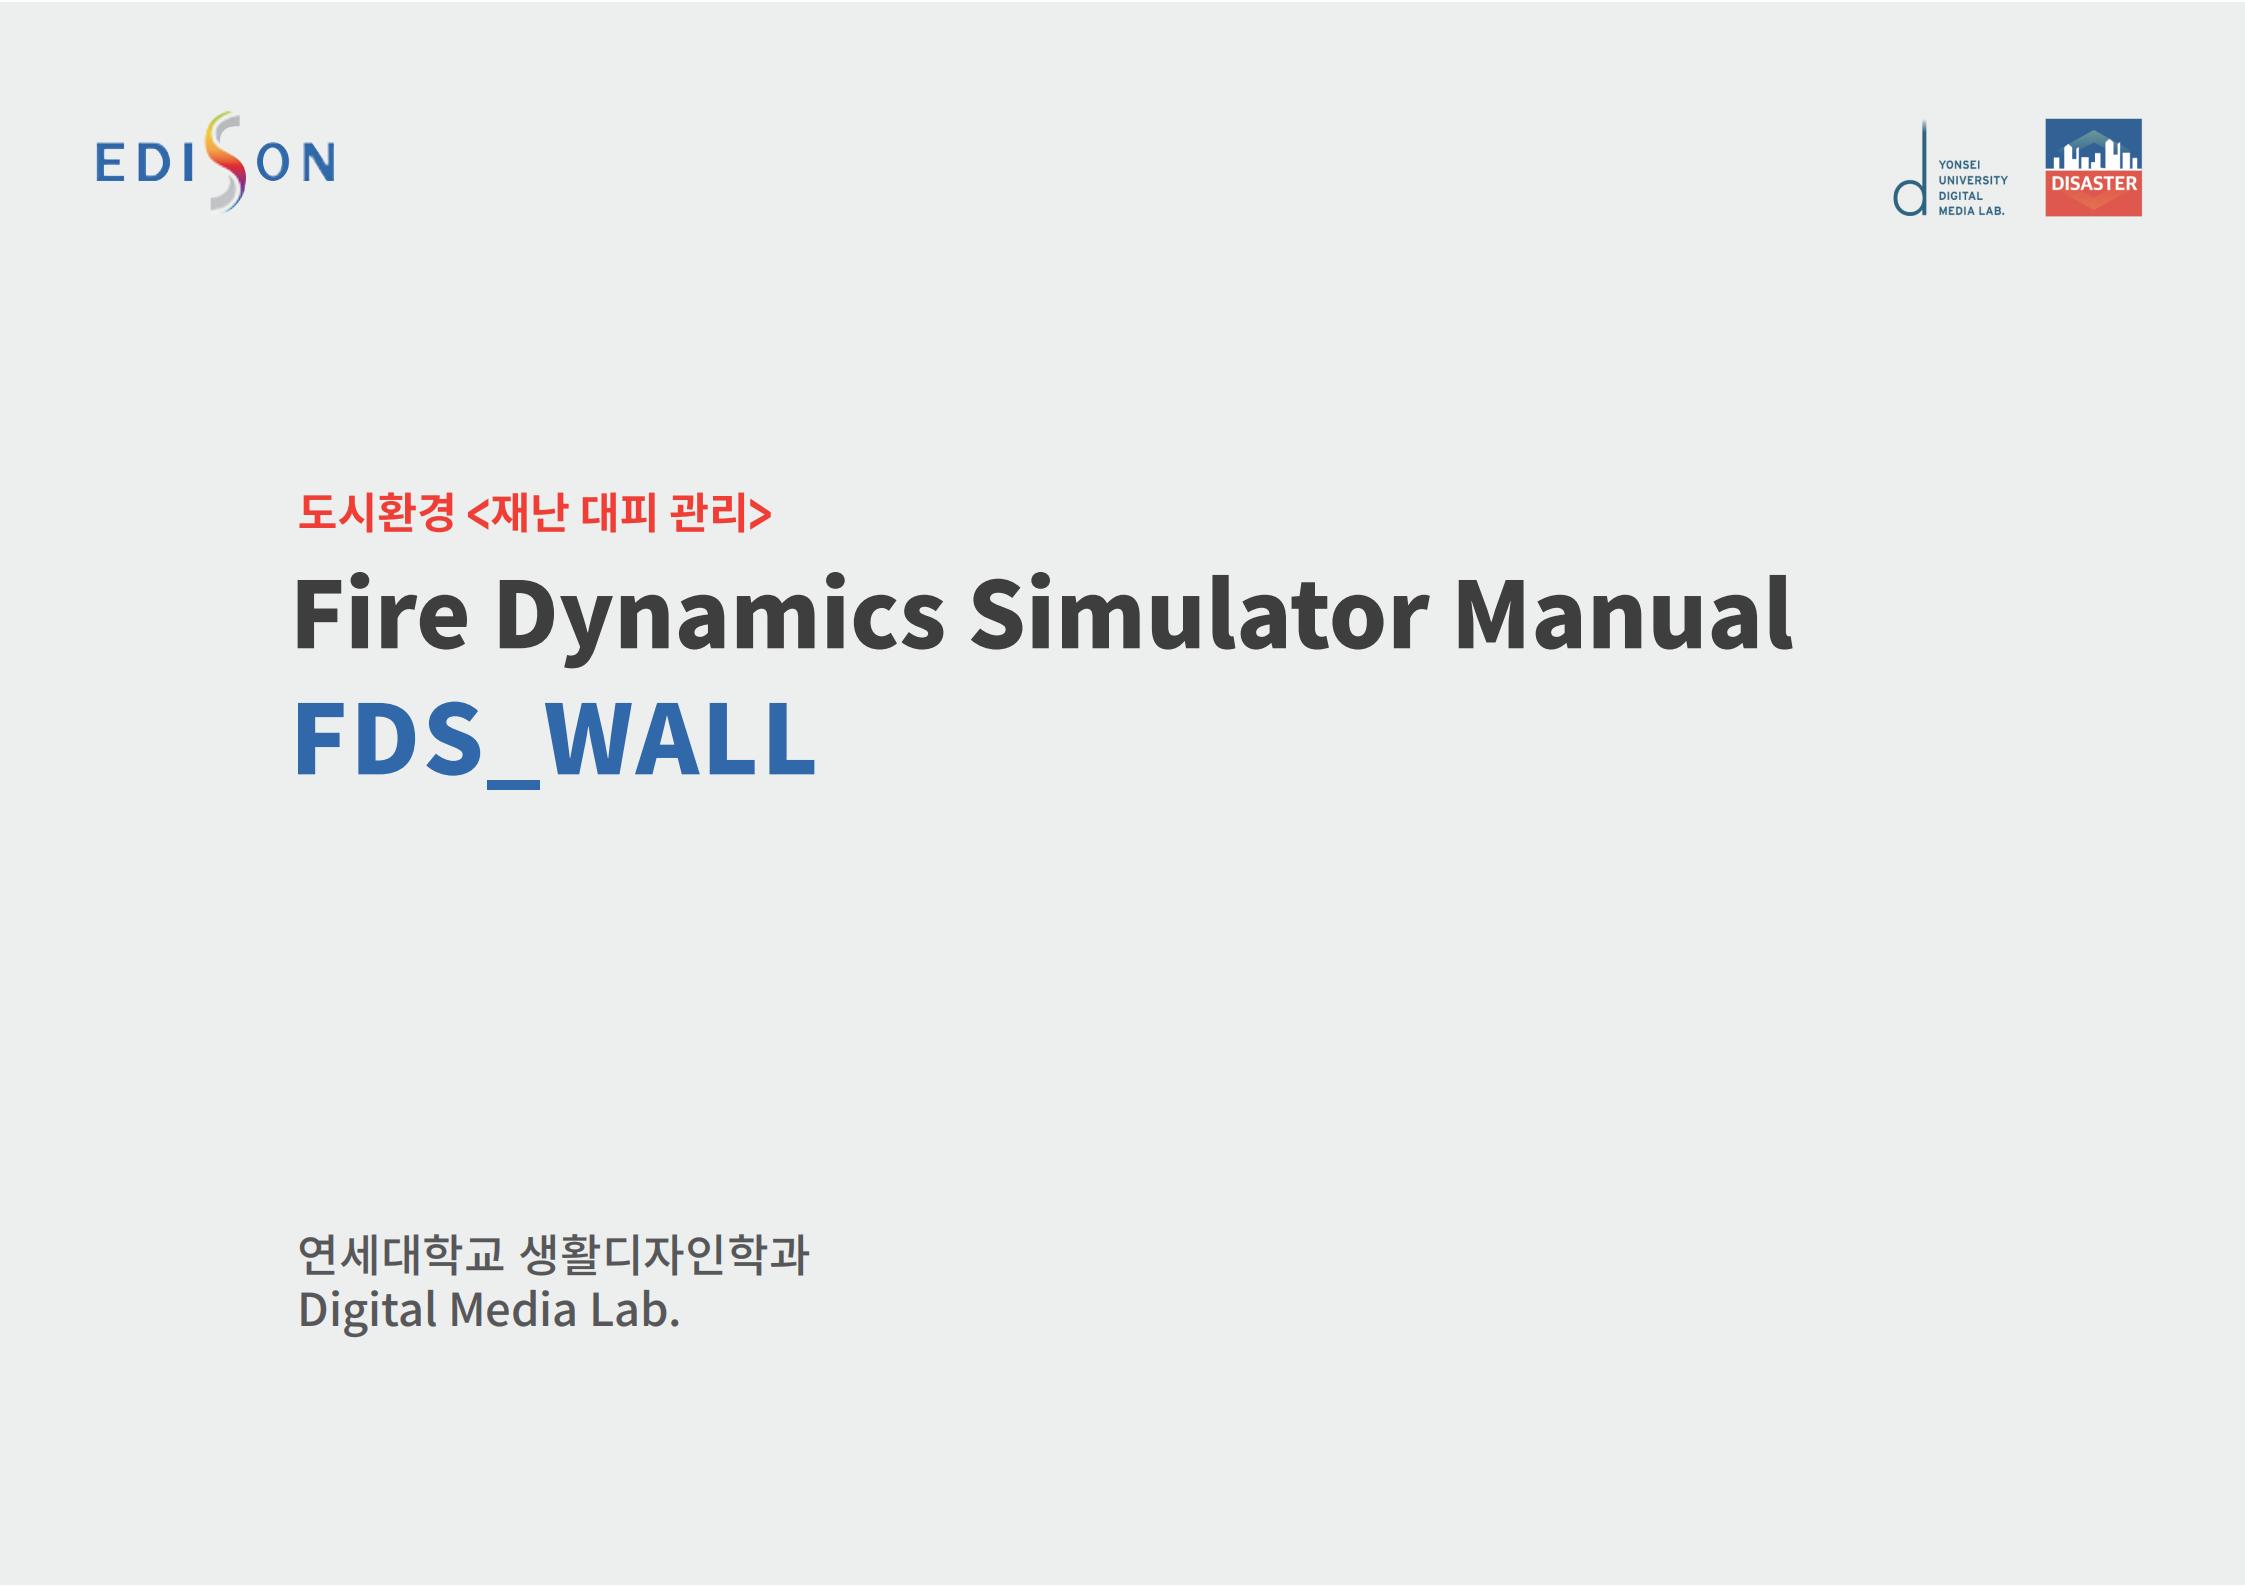 EDISON
YONSEI
UNIVERSITY
DIGITAL
MEDIA LAB.
DISASTER
도시환경 <재난 대피 관리>
Fire Dynamics Simulator Manual
FDS_WALL
연세대학교 생활디자인학과
Digital Media Lab.